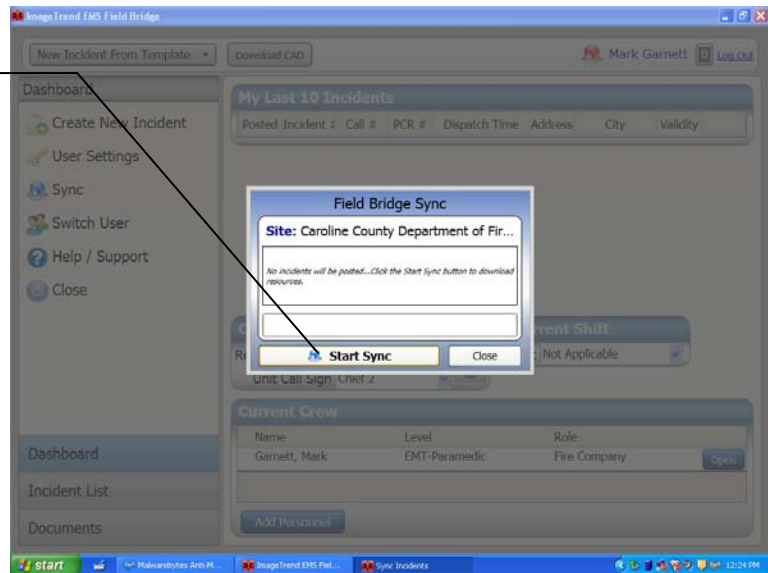 ImageTrend EMS Field Bridge
New Incident From Template
Download CAD
Mark Garnett
Log Out
Dashboard
Create New Incident
User Settings
Sync
Switch User
Help / Support
Close
Dashboard
Incident List
Documents
My Last 10 Incidents
Posted Incident # Call # PCR # Dispatch Time Address City Validity
Field Bridge Sync
Site: Caroline County Department of Fir...
No incidents will be posted...Click the Start Sync button to download
resources.
Start Sync
Close
rrent Shift
Not Applicable
Unit Call Sign Chief 2
Current Crew
Name Level Role
Garnett, Mark EMT-Paramedic Fire Company
Open
Add Personnel
start
Malwarebytes Anti-M...
ImageTrend EMS Fiel...
Sync Incidents
12:24 PM